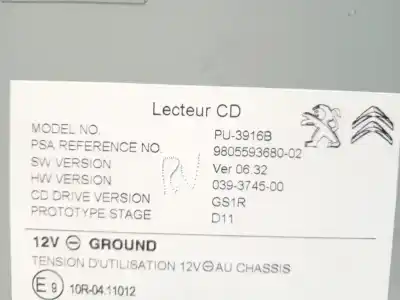 Lecteur CD
MODEL NO. PU-3916B
PSA REFERENCE NO. 9805593680-02
SW VERSION Ver 06.32
HW VERSION 039-3745-00
CD DRIVE VERSION GS1R
PROTOTYPE STAGE D11
12V ⊖ GROUND
TENSION D'UTILISATION 12V⊖AU CHASSIS
E9 10R-04.11012